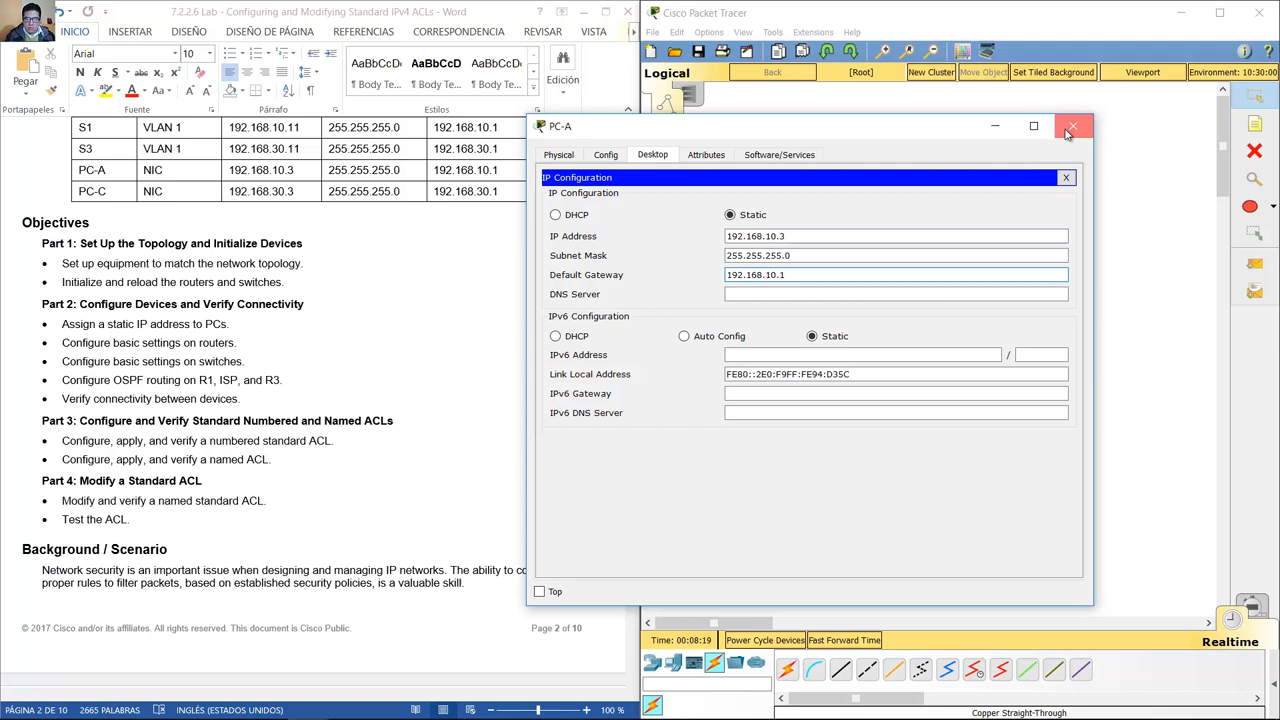 7.2.2.6 Lab - Configuring and Modifying Standard IPv4 ACLs - Word
INICIO INSERTAR DISEÑO DISEÑO DE PÁGINA REFERENCIAS CORRESPONDENCIA REVISAR VISTA
Arial 10
Pegar
N K S abc x₂ x²
Aa
AaBbCcD AaBbCcD AaBbCcD
¶ Body Te... ¶ Body Te... ¶ Body Te...
Edición
Portapapeles Fuente Párrafo Estilos
S1 VLAN 1 192.168.10.11 255.255.255.0 192.168.10.1
S3 VLAN 1 192.168.30.11 255.255.255.0 192.168.30.1
PC-A NIC 192.168.10.3 255.255.255.0 192.168.10.1
PC-C NIC 192.168.30.3 255.255.255.0 192.168.30.1
Objectives
Part 1: Set Up the Topology and Initialize Devices
• Set up equipment to match the network topology.
• Initialize and reload the routers and switches.
Part 2: Configure Devices and Verify Connectivity
• Assign a static IP address to PCs.
• Configure basic settings on routers.
• Configure basic settings on switches.
• Configure OSPF routing on R1, ISP, and R3.
• Verify connectivity between devices.
Part 3: Configure and Verify Standard Numbered and Named ACLs
• Configure, apply, and verify a numbered standard ACL.
• Configure, apply, and verify a named ACL.
Part 4: Modify a Standard ACL
• Modify and verify a named standard ACL.
• Test the ACL.
Background / Scenario
Network security is an important issue when designing and managing IP networks. The ability to co
proper rules to filter packets, based on established security policies, is a valuable skill.
© 2017 Cisco and/or its affiliates. All rights reserved. This document is Cisco Public. Page 2 of 10
PÁGINA 2 DE 10 2665 PALABRAS INGLÉS (ESTADOS UNIDOS) 100 %
Cisco Packet Tracer
File Edit Options View Tools Extensions Help
Logical Back [Root] New Cluster Move Object Set Tiled Background Viewport Environment: 10:30:00
PC-A
Physical Config Desktop Attributes Software/Services
IP Configuration X
IP Configuration
DHCP Static
IP Address 192.168.10.3
Subnet Mask 255.255.255.0
Default Gateway 192.168.10.1
DNS Server
IPv6 Configuration
DHCP Auto Config Static
IPv6 Address /
Link Local Address FE80::2E0:F9FF:FE94:D35C
IPv6 Gateway
IPv6 DNS Server
Top
Time: 00:08:19 Power Cycle Devices Fast Forward Time Realtime
Copper Straight-Through